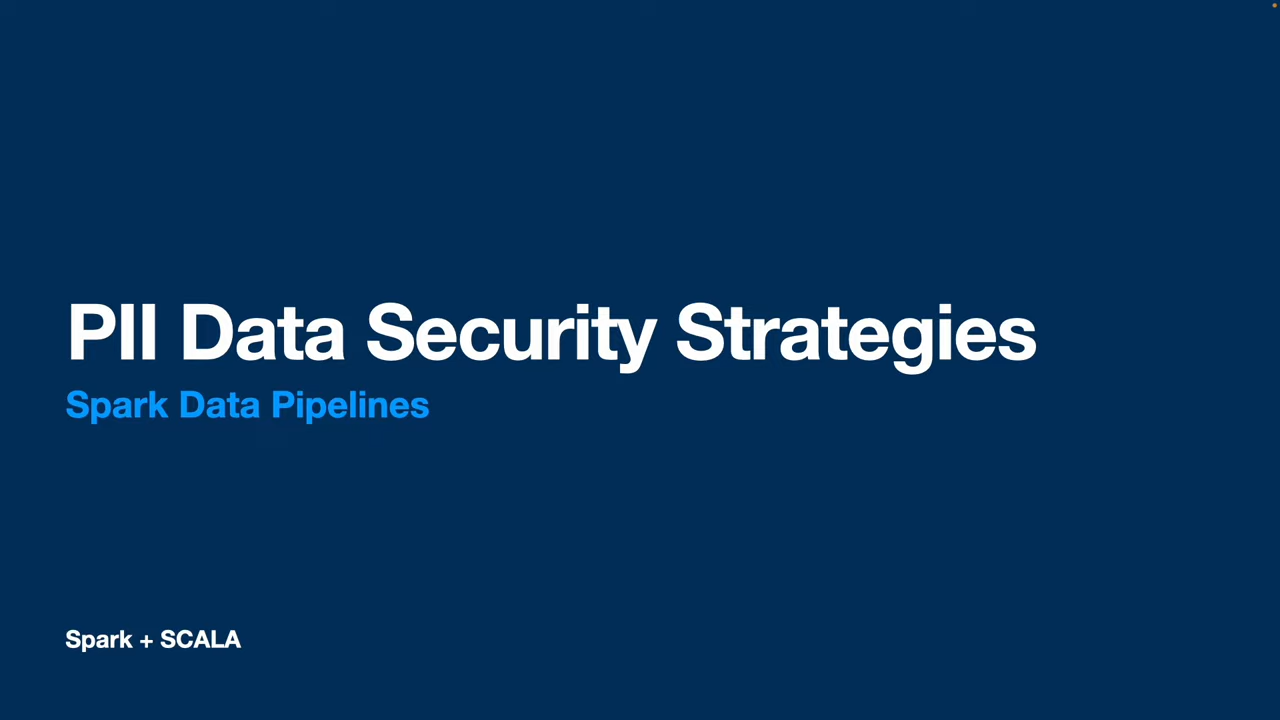 PII Data Security Strategies
Spark Data Pipelines
Spark + SCALA